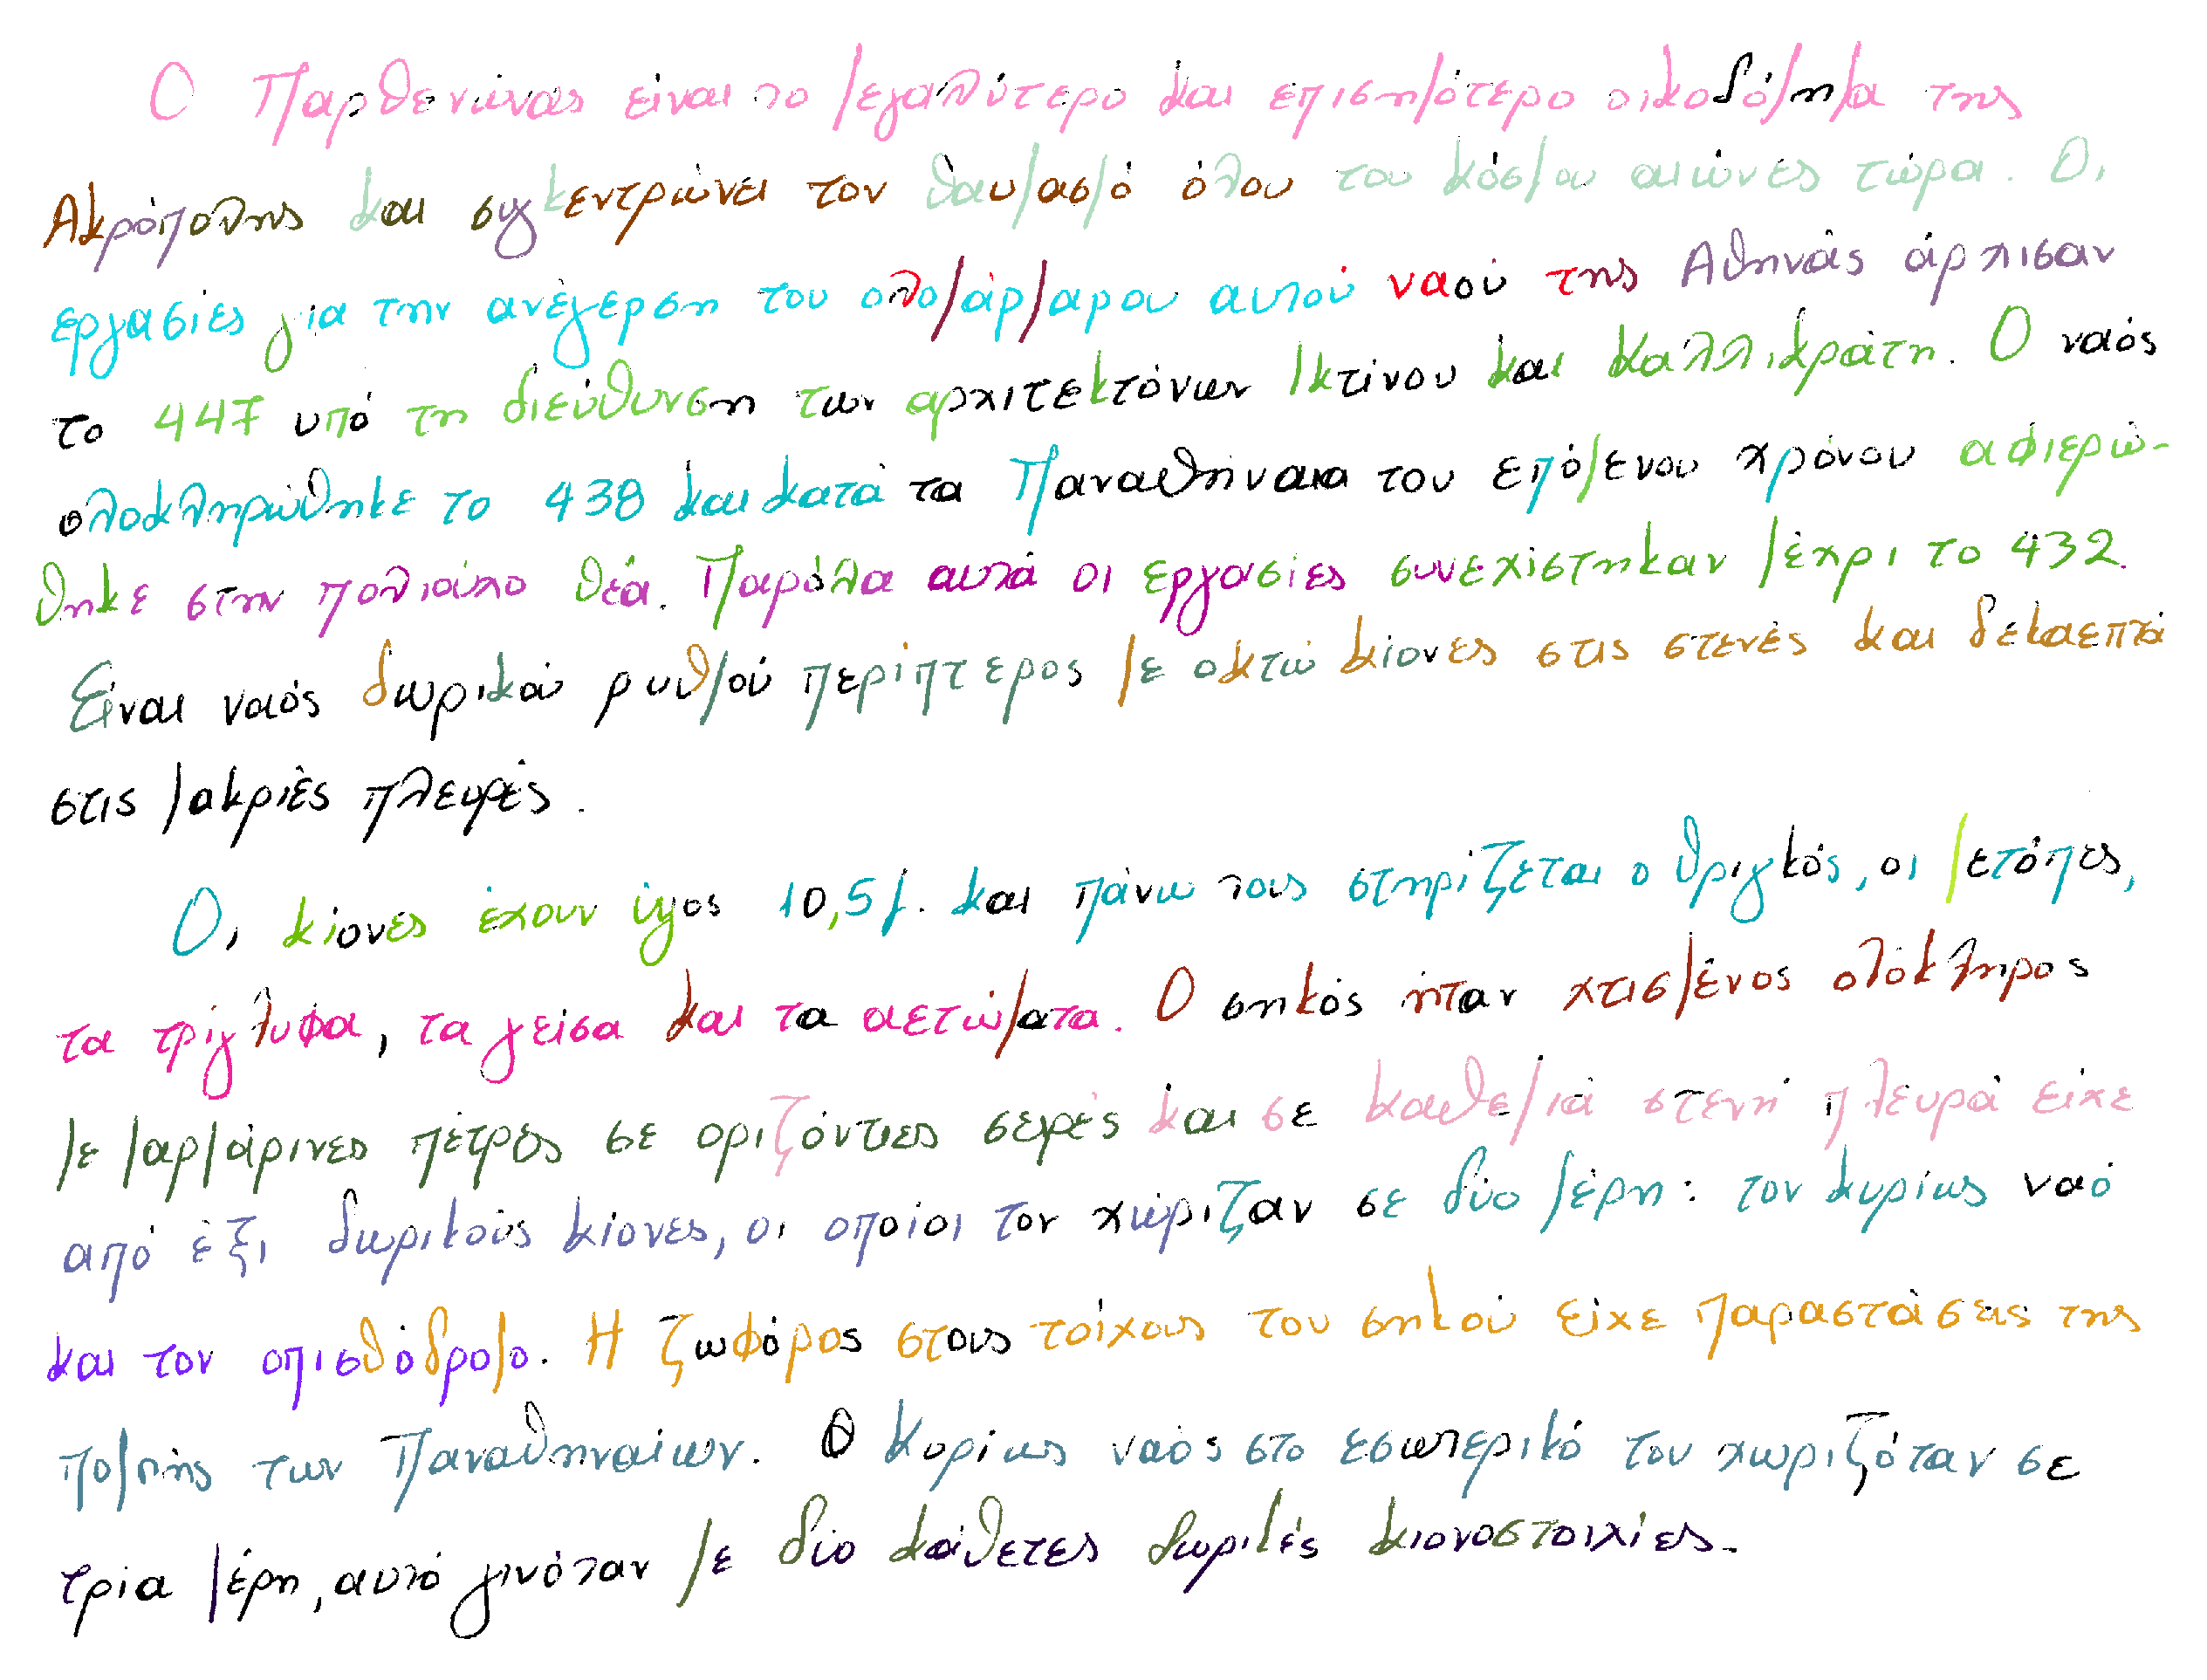 Ο Παρθενώνας είναι το μεγαλύτερο και επισημότερο οικοδόμημα της
Ακρόπολης και συγκεντρώνει τον θαυμασμό όλου του κόσμου αιώνες τώρα. Οι
εργασίες για την ανέγερση του ολομάρμαρου αυτού ναού της Αθηνάς άρχισαν
το 447 υπό τη διεύθυνση των αρχιτεκτόνων Ικτίνου και Καλλικράτη. Ο ναός
ολοκληρώθηκε το 438 και κατά τα Παναθήναια του επόμενου χρόνου αφιερώ-
θηκε στην πολιούχο θεά. Παρόλα αυτά οι εργασίες συνεχίστηκαν μέχρι το 432.
Είναι ναός δωρικού ρυθμού περίπτερος με οκτώ κίονες στις στενές και δεκαεπτά
στις μακριές πλευρές.
Οι κίονες έχουν ύψος 10,5μ. και πάνω τους στηρίζεται ο θριγκός, οι μετόπες,
τα τρίγλυφα, τα γείσα και τα αετώματα. Ο σηκός ήταν χτισμένος ολόκληρος
με μαρμάρινες πέτρες σε οριζόντιες σειρές και σε καθεμιά στενή πλευρά είχε
από έξι δωρικούς κίονες, οι οποίοι τον χώριζαν σε δύο μέρη: τον κυρίως ναό
και τον οπισθόδρομο. Η ζωφόρος στους τοίχους του σηκού είχε παραστάσεις της
πομπής των Παναθηναίων. Ο κυρίως ναός στο εσωτερικό του χωριζόταν σε
τρία μέρη, αυτό γινόταν με δύο κάθετες δωρικές κιονοστοιχίες.